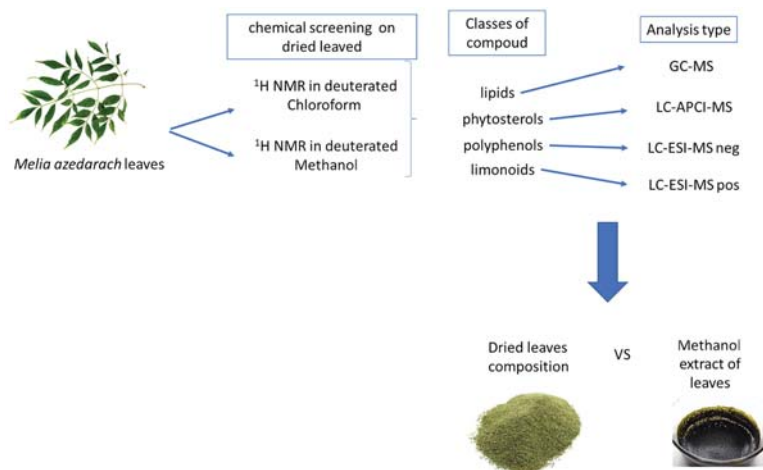 chemical screening on
dried leaved
Classes of
compoud
Analysis type
¹H NMR in deuterated
Chloroform
¹H NMR in deuterated
Methanol
Melia azedarach leaves
lipids
phytosterols
polyphenols
limonoids
GC-MS
LC-APCI-MS
LC-ESI-MS neg
LC-ESI-MS pos
Dried leaves
composition
VS
Methanol
extract of
leaves